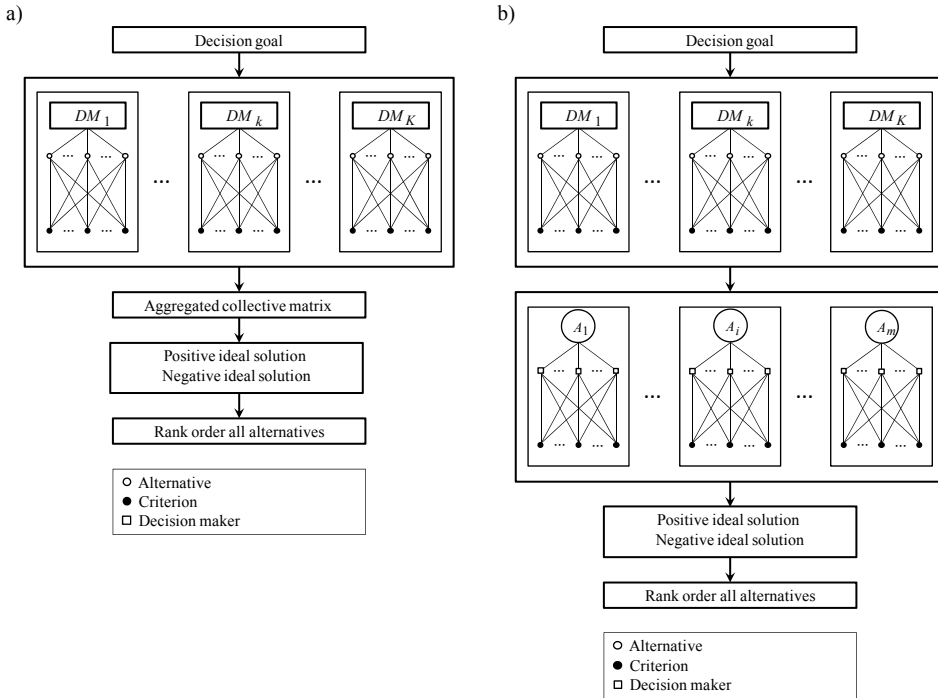 a)
Decision goal
DM 1 DM k DM K
... ... ... ... ... ...
... ...
... ... ... ... ... ...
Aggregated collective matrix
Positive ideal solution
Negative ideal solution
Rank order all alternatives
Alternative
Criterion
Decision maker
b)
Decision goal
DM 1 DM k DM K
... ... ... ... ... ...
... ...
... ... ... ... ... ...
A1 Ai Am
... ... ... ... ... ...
... ...
... ... ... ... ... ...
Positive ideal solution
Negative ideal solution
Rank order all alternatives
Alternative
Criterion
Decision maker